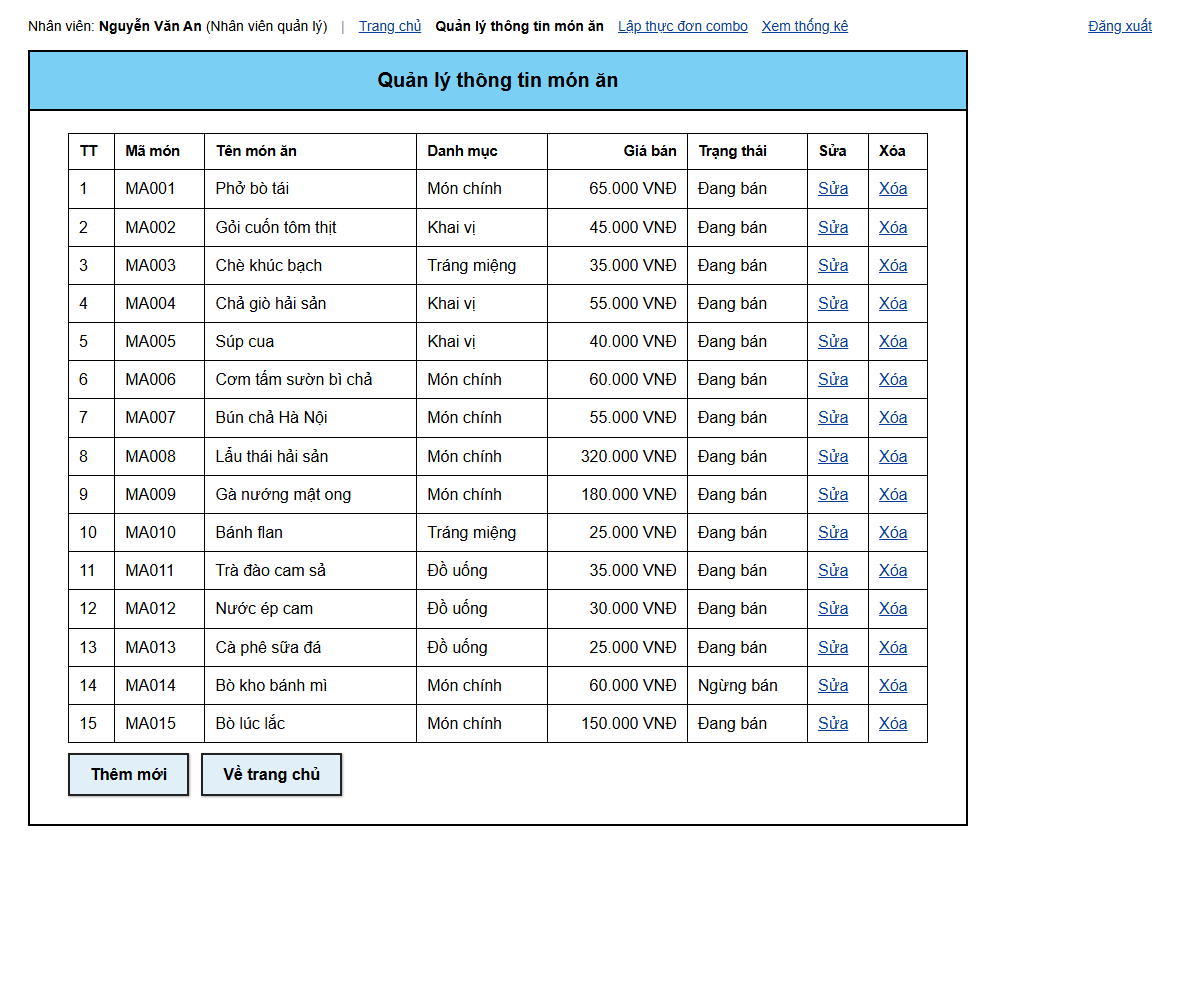 Nhân viên: Nguyễn Văn An (Nhân viên quản lý) | Trang chủ Quản lý thông tin món ăn Lập thực đơn combo Xem thống kê Đăng xuất
Quản lý thông tin món ăn
TT Mã món Tên món ăn Danh mục Giá bán Trạng thái Sửa Xóa
1 MA001 Phở bò tái Món chính 65.000 VNĐ Đang bán Sửa Xóa
2 MA002 Gỏi cuốn tôm thịt Khai vị 45.000 VNĐ Đang bán Sửa Xóa
3 MA003 Chè khúc bạch Tráng miệng 35.000 VNĐ Đang bán Sửa Xóa
4 MA004 Chả giò hải sản Khai vị 55.000 VNĐ Đang bán Sửa Xóa
5 MA005 Súp cua Khai vị 40.000 VNĐ Đang bán Sửa Xóa
6 MA006 Cơm tấm sườn bì chả Món chính 60.000 VNĐ Đang bán Sửa Xóa
7 MA007 Bún chả Hà Nội Món chính 55.000 VNĐ Đang bán Sửa Xóa
8 MA008 Lẩu thái hải sản Món chính 320.000 VNĐ Đang bán Sửa Xóa
9 MA009 Gà nướng mật ong Món chính 180.000 VNĐ Đang bán Sửa Xóa
10 MA010 Bánh flan Tráng miệng 25.000 VNĐ Đang bán Sửa Xóa
11 MA011 Trà đào cam sả Đồ uống 35.000 VNĐ Đang bán Sửa Xóa
12 MA012 Nước ép cam Đồ uống 30.000 VNĐ Đang bán Sửa Xóa
13 MA013 Cà phê sữa đá Đồ uống 25.000 VNĐ Đang bán Sửa Xóa
14 MA014 Bò kho bánh mì Món chính 60.000 VNĐ Ngừng bán Sửa Xóa
15 MA015 Bò lúc lắc Món chính 150.000 VNĐ Đang bán Sửa Xóa
Thêm mới Về trang chủ